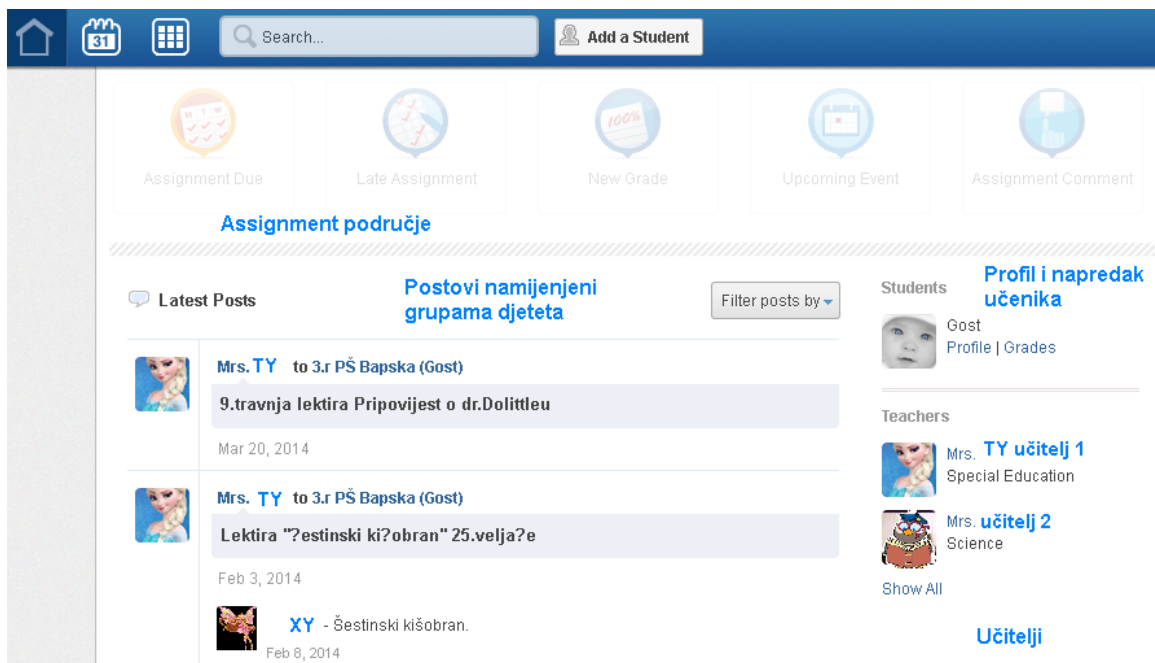 31
Search...
Add a Student
M T W
100%
Assignment Due
Late Assignment
New Grade
Upcoming Event
Assignment Comment
Assignment područje
Latest Posts
Postovi namijenjeni
grupama djeteta
Filter posts by
Mrs. TY to 3.r PŠ Bapska (Gost)
9.travnja lektira Pripovijest o dr.Dolittleu
Mar 20, 2014
Mrs. TY to 3.r PŠ Bapska (Gost)
Lektira "?estinski ki?obran" 25.velja?e
Feb 3, 2014
XY - Šestinski kišobran.
Feb 8, 2014
Students
Profil i napredak
učenika
Gost
Profile | Grades
Teachers
Mrs. TY učitelj 1
Special Education
Mrs. učitelj 2
Science
Show All
Učitelji